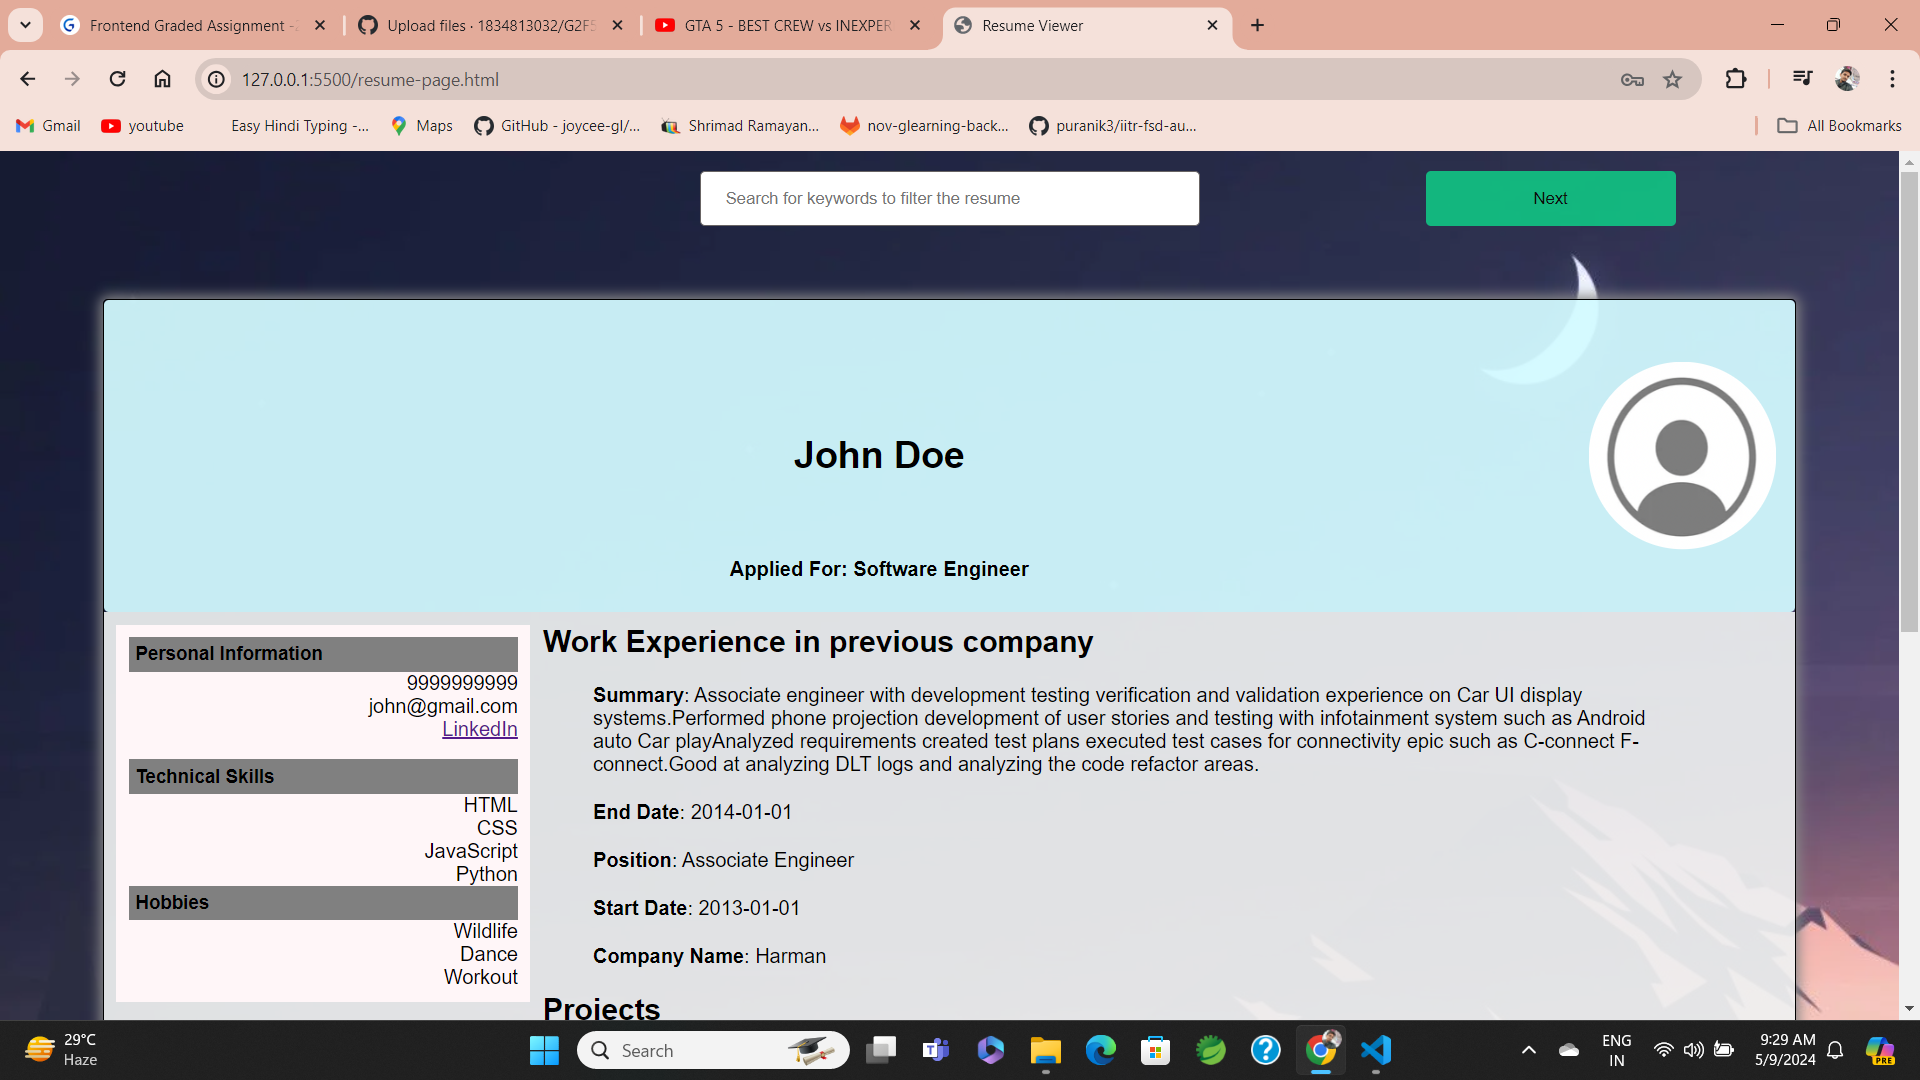 Frontend Graded Assignment -2
Upload files · 1834813032/G2F5
GTA 5 - BEST CREW vs INEXPER
Resume Viewer
127.0.0.1:5500/resume-page.html
Gmail
youtube
Easy Hindi Typing -...
Maps
GitHub - joycee-gl/...
Shrimad Ramayan...
nov-glearning-back...
puranik3/iitr-fsd-au...
All Bookmarks
Search for keywords to filter the resume
Next
John Doe
Applied For: Software Engineer
Personal Information
9999999999
john@gmail.com
LinkedIn
Technical Skills
HTML
CSS
JavaScript
Python
Hobbies
Wildlife
Dance
Workout
Work Experience in previous company
Summary: Associate engineer with development testing verification and validation experience on Car UI display
systems.Performed phone projection development of user stories and testing with infotainment system such as Android
auto Car playAnalyzed requirements created test plans executed test cases for connectivity epic such as C-connect F-
connect.Good at analyzing DLT logs and analyzing the code refactor areas.
End Date: 2014-01-01
Position: Associate Engineer
Start Date: 2013-01-01
Company Name: Harman
Projects
29°C
Haze
Search
ENG
IN
9:29 AM
5/9/2024
PRE